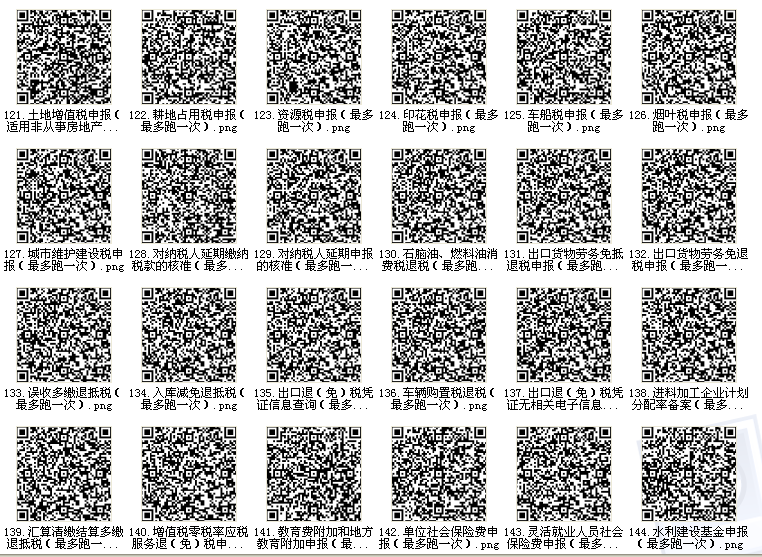 121.土地增值税申报(
适用非从事房地产...
122.耕地占用税申报(
最多跑一次).png
123.资源税申报(最多
跑一次).png
124.印花税申报(最多
跑一次).png
125.车船税申报(最多
跑一次).png
126.烟叶税申报(最多
跑一次).png
127.城市维护建设税申
报(最多跑一次).png
128.对纳税人延期缴纳
税款的核准(最多...
129.对纳税人延期申报
的核准(最多跑一...
130.石脑油、燃料油消
费税退税(最多跑...
131.出口货物劳务免抵
退税申报(最多跑...
132.出口货物劳务免退
税申报(最多跑一...
133.误收多缴退抵税(
最多跑一次).png
134.入库减免退抵税(
最多跑一次).png
135.出口退(免)税凭
证信息查询(最多...
136.车辆购置税退税(
最多跑一次).png
137.出口退(免)税凭
证无相关电子信息...
138.进料加工企业计划
分配率备案(最多...
139.汇算清缴结算多缴
退抵税(最多跑一...
140.增值税零税率应税
服务退(免)税申...
141.教育费附加和地方
教育附加申报(最...
142.单位社会保险费申
报(最多跑一次).png
143.灵活就业人员社会
保险费申报(最多...
144.水利建设基金申报
(最多跑一次).png